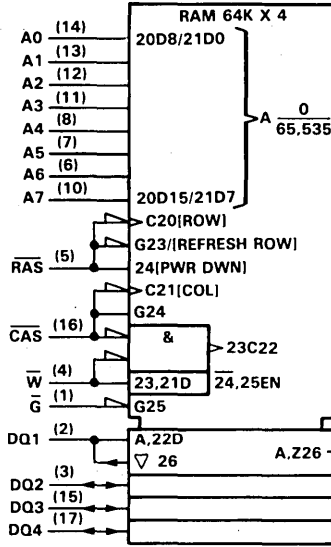 RAM 64K X 4
A0 (14) 20D8/21D0
A1 (13)
A2 (12)
A3 (11)
A4 (8)
A5 (7)
A6 (6)
A7 (10) 20D15/21D7
A 0/65,535
C20[ROW]
G23/[REFRESH ROW]
RAS (5) 24[PWR DWN]
C21[COL]
G24
CAS (16) & 23C22
W (4) 23,21D 24,25EN
G (1) G25
DQ1 (2) A,22D
▽ 26 A,Z26
DQ2 (3)
DQ3 (15)
DQ4 (17)